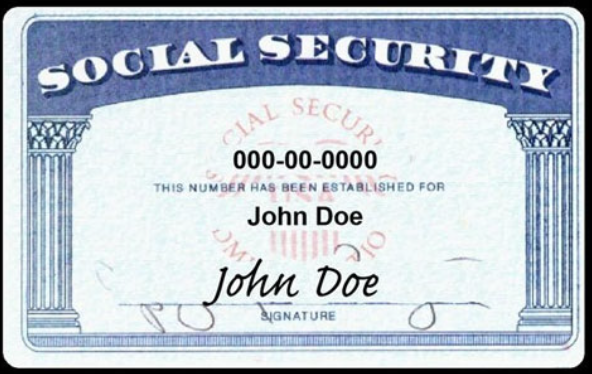 SOCIAL SECURITY
000-00-0000
THIS NUMBER HAS BEEN ESTABLISHED FOR
John Doe
John Doe
SIGNATURE